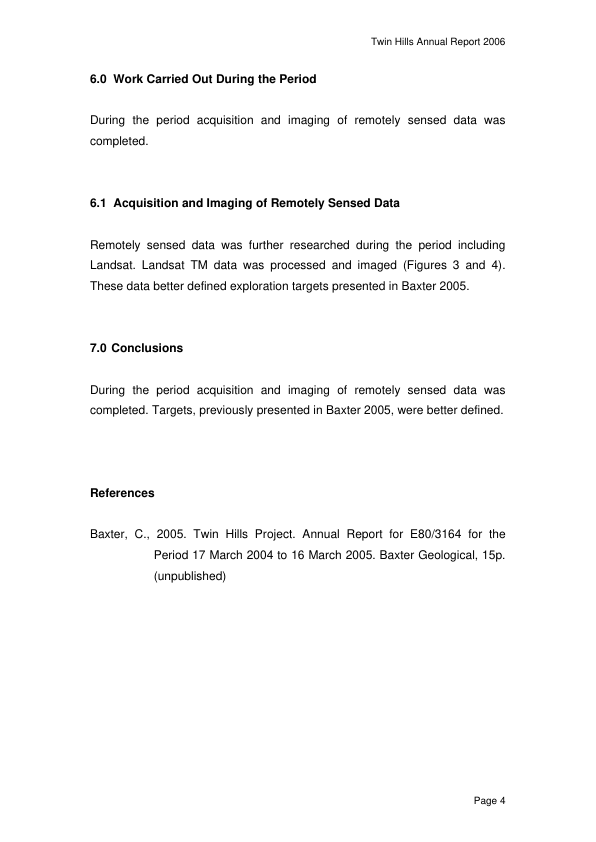 Twin Hills Annual Report 2006
6.0 Work Carried Out During the Period
During the period acquisition and imaging of remotely sensed data was
completed.
6.1 Acquisition and Imaging of Remotely Sensed Data
Remotely sensed data was further researched during the period including
Landsat. Landsat TM data was processed and imaged (Figures 3 and 4).
These data better defined exploration targets presented in Baxter 2005.
7.0 Conclusions
During the period acquisition and imaging of remotely sensed data was
completed. Targets, previously presented in Baxter 2005, were better defined.
References
Baxter, C., 2005. Twin Hills Project. Annual Report for E80/3164 for the
Period 17 March 2004 to 16 March 2005. Baxter Geological, 15p.
(unpublished)
Page 4